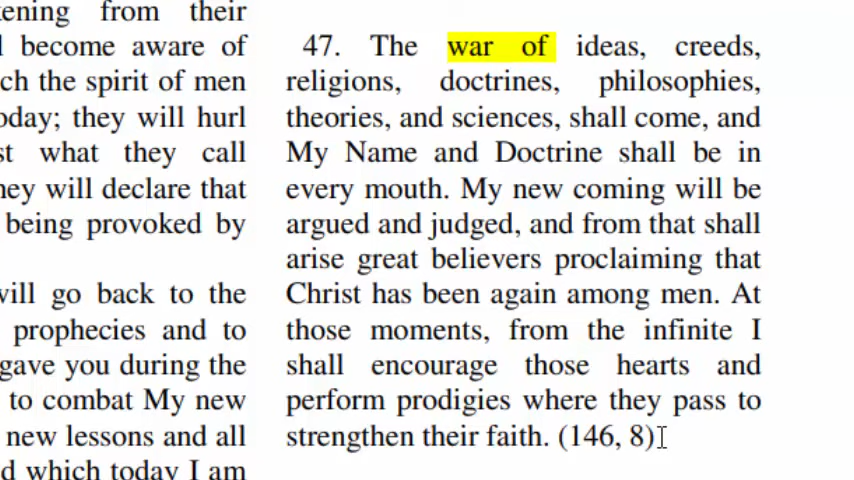 ening from their
become aware of
ch the spirit of men
oday; they will hurl
st what they call
hey will declare that
being provoked by
will go back to the
prophecies and to
gave you during the
to combat My new
new lessons and all
d which today I am
47. The war of ideas, creeds,
religions, doctrines, philosophies,
theories, and sciences, shall come, and
My Name and Doctrine shall be in
every mouth. My new coming will be
argued and judged, and from that shall
arise great believers proclaiming that
Christ has been again among men. At
those moments, from the infinite I
shall encourage those hearts and
perform prodigies where they pass to
strengthen their faith. (146, 8)